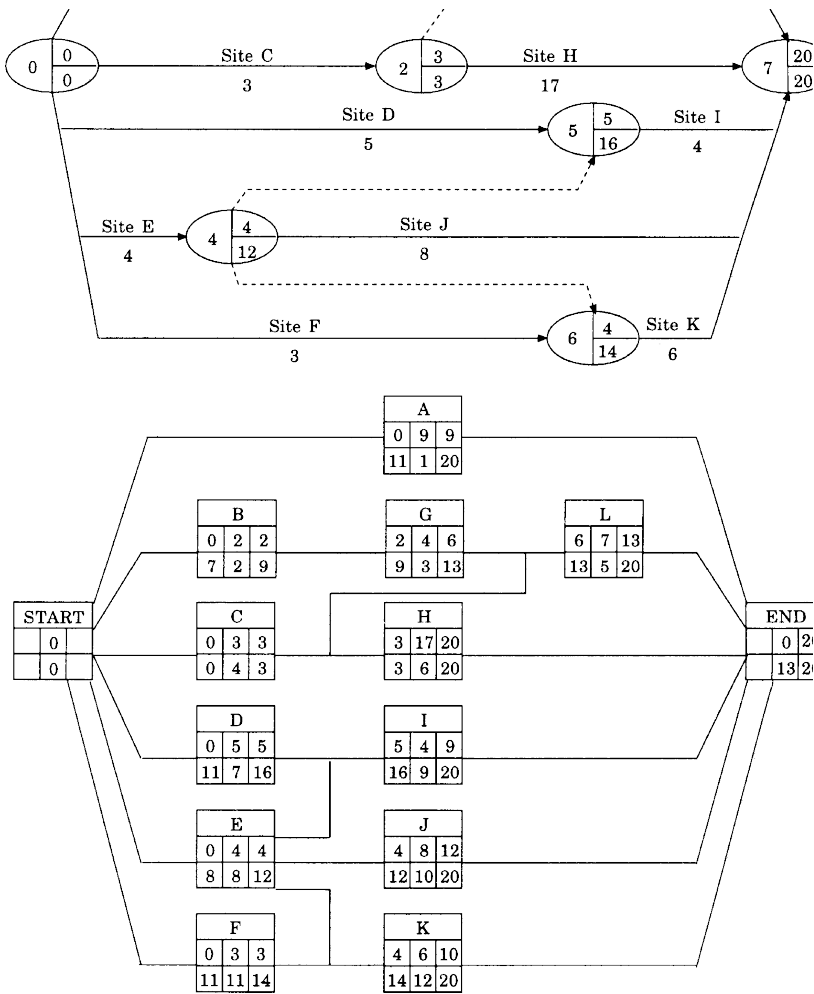 0 0 0
Site C
3
2 3 3
Site H
17
7 20 20
Site D
5
5 5 16
Site I
4
Site E
4
4 4 12
Site J
8
Site F
3
6 4 14
Site K
6
A
0 9 9
11 1 20
B
0 2 2
7 2 9
G
2 4 6
9 3 13
L
6 7 13
13 5 20
START
0
0
C
0 3 3
0 4 3
H
3 17 20
3 6 20
END
0 20
13 20
D
0 5 5
11 7 16
I
5 4 9
16 9 20
E
0 4 4
8 8 12
J
4 8 12
12 10 20
F
0 3 3
11 11 14
K
4 6 10
14 12 20